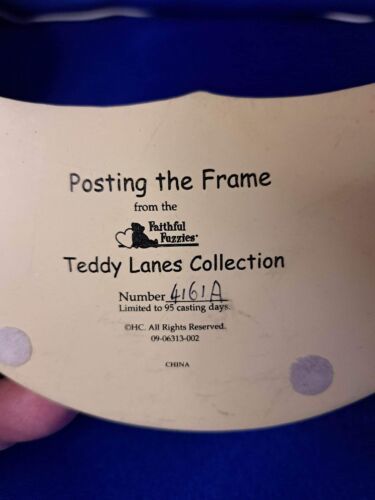 Posting the Frame
from the
Faithful
Fuzzies®
Teddy Lanes Collection
Number 4161A
Limited to 95 casting days.
©HC. All Rights Reserved.
09-06313-002
CHINA